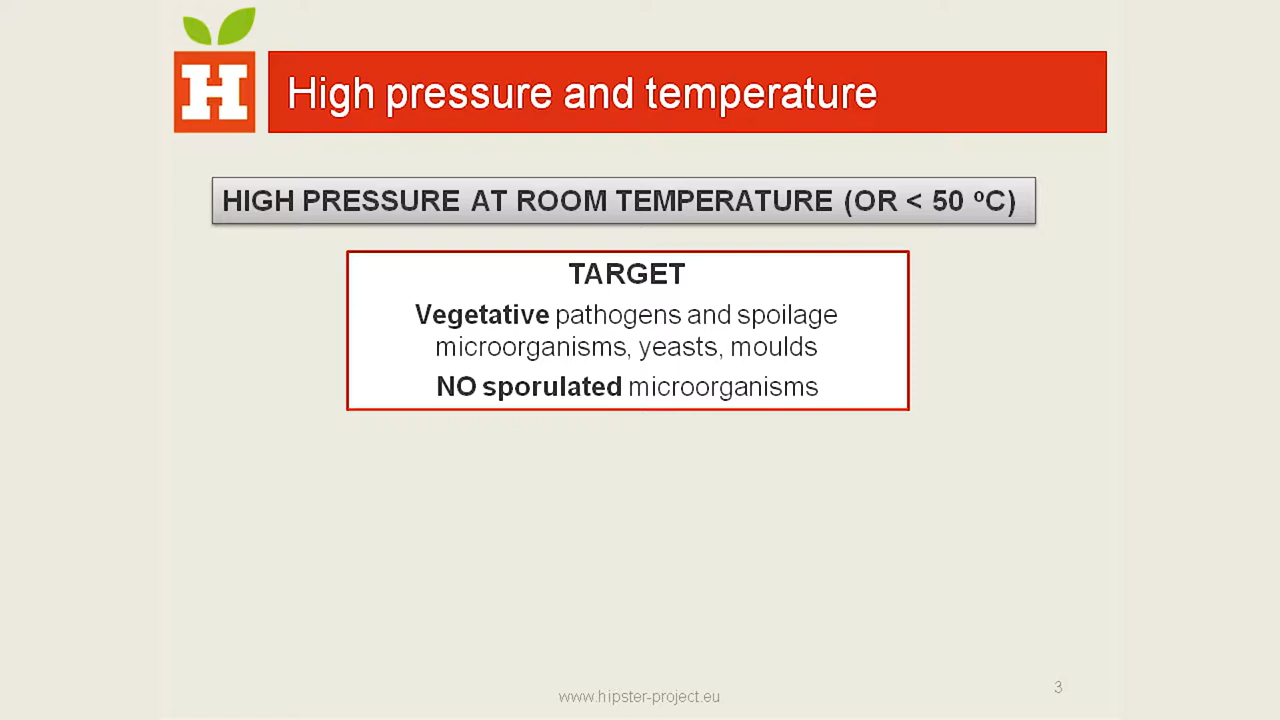 H
High pressure and temperature
HIGH PRESSURE AT ROOM TEMPERATURE (OR < 50 ºC)
TARGET
Vegetative pathogens and spoilage
microorganisms, yeasts, moulds
NO sporulated microorganisms
www.hipster-project.eu
3